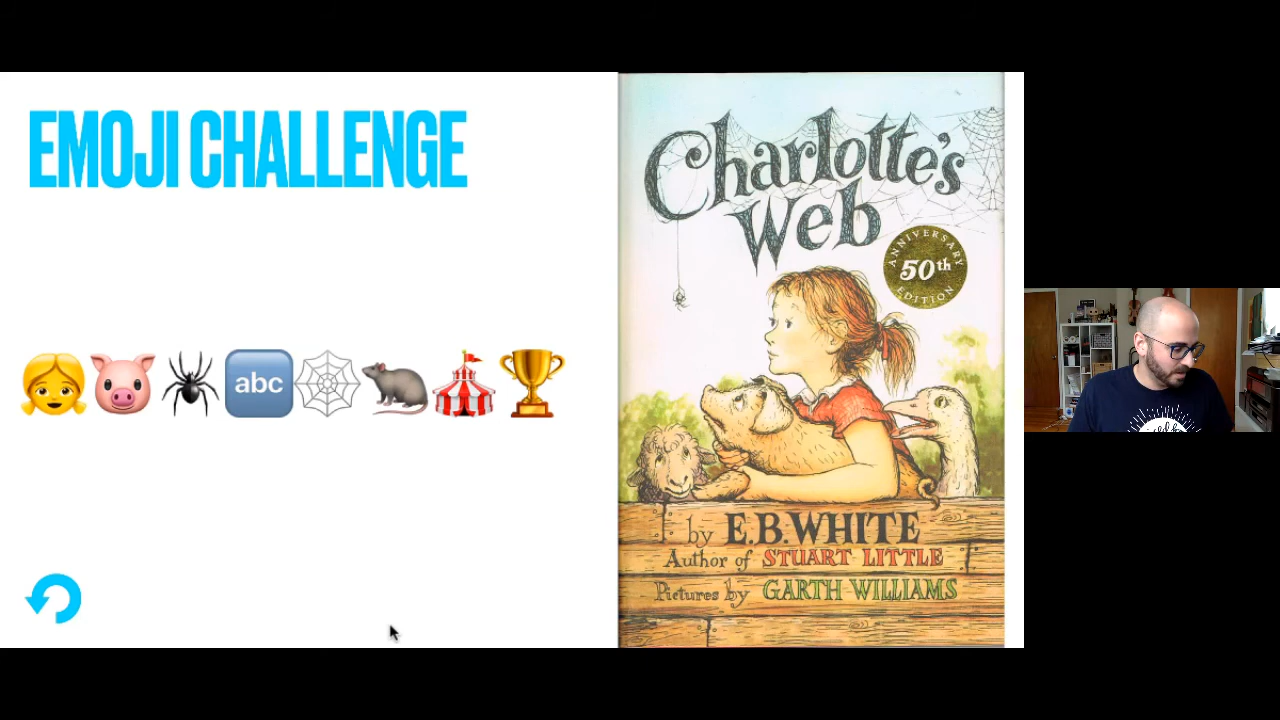 EMOJI CHALLENGE
abc
Charlotte's
Web
ANNIVERSARY
50th
EDITION
by E.B. WHITE
Author of STUART LITTLE
Pictures by GARTH WILLIAMS